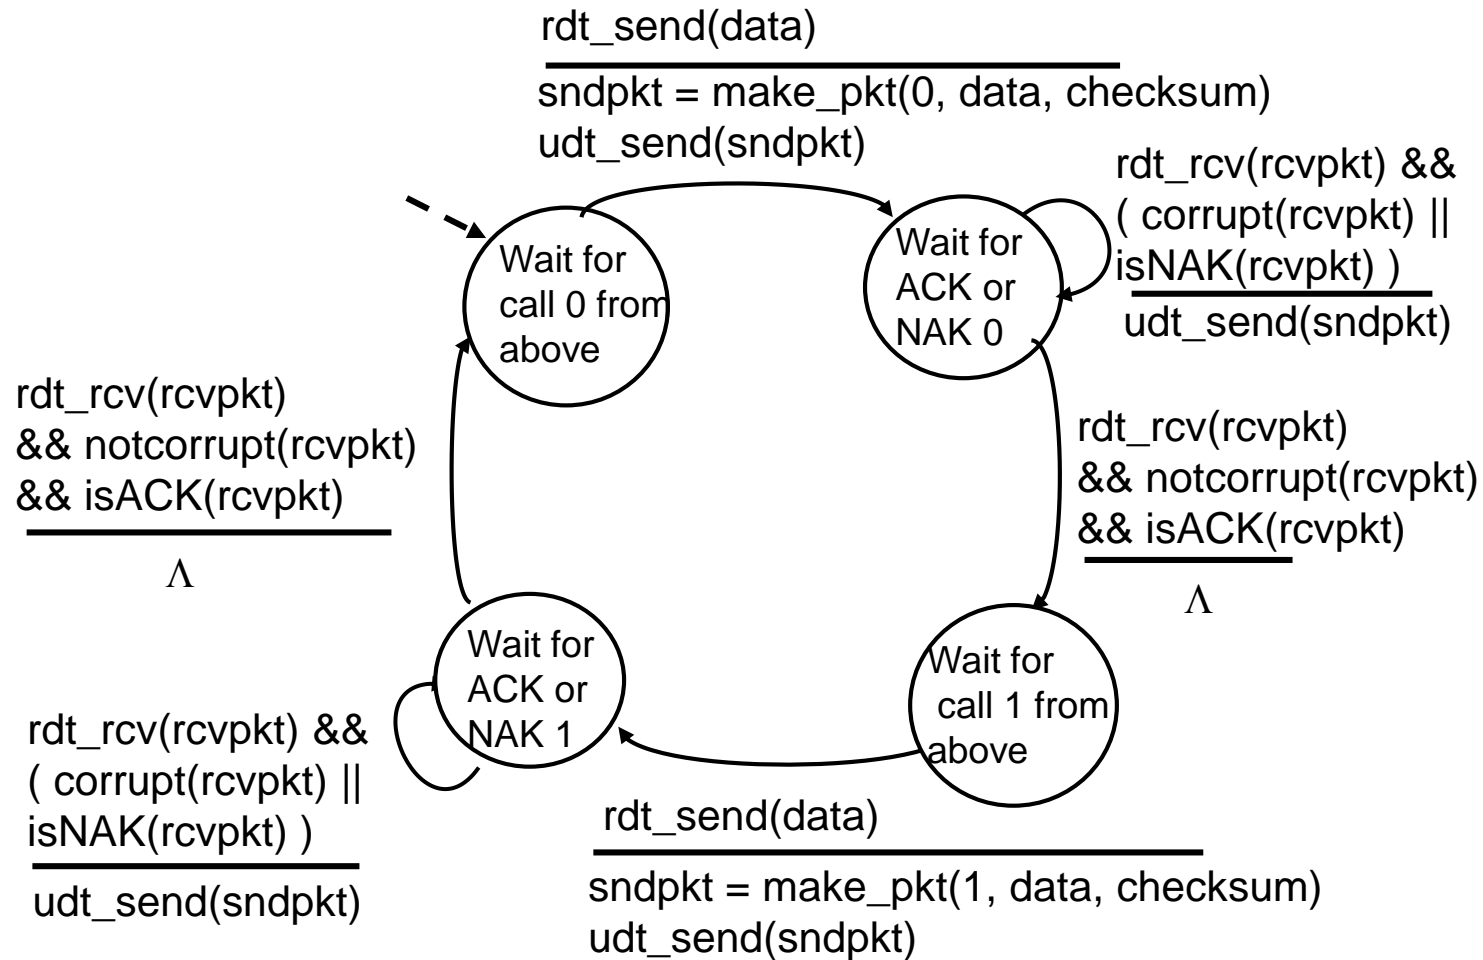 rdt_send(data)
sndpkt = make_pkt(0, data, checksum)
udt_send(sndpkt)
rdt_rcv(rcvpkt) &&
( corrupt(rcvpkt) ||
isNAK(rcvpkt) )
udt_send(sndpkt)
Wait for
call 0 from
above
Wait for
ACK or
NAK 0
rdt_rcv(rcvpkt)
&& notcorrupt(rcvpkt)
&& isACK(rcvpkt)
Λ
rdt_rcv(rcvpkt)
&& notcorrupt(rcvpkt)
&& isACK(rcvpkt)
Λ
Wait for
ACK or
NAK 1
Wait for
call 1 from
above
rdt_rcv(rcvpkt) &&
( corrupt(rcvpkt) ||
isNAK(rcvpkt) )
udt_send(sndpkt)
rdt_send(data)
sndpkt = make_pkt(1, data, checksum)
udt_send(sndpkt)